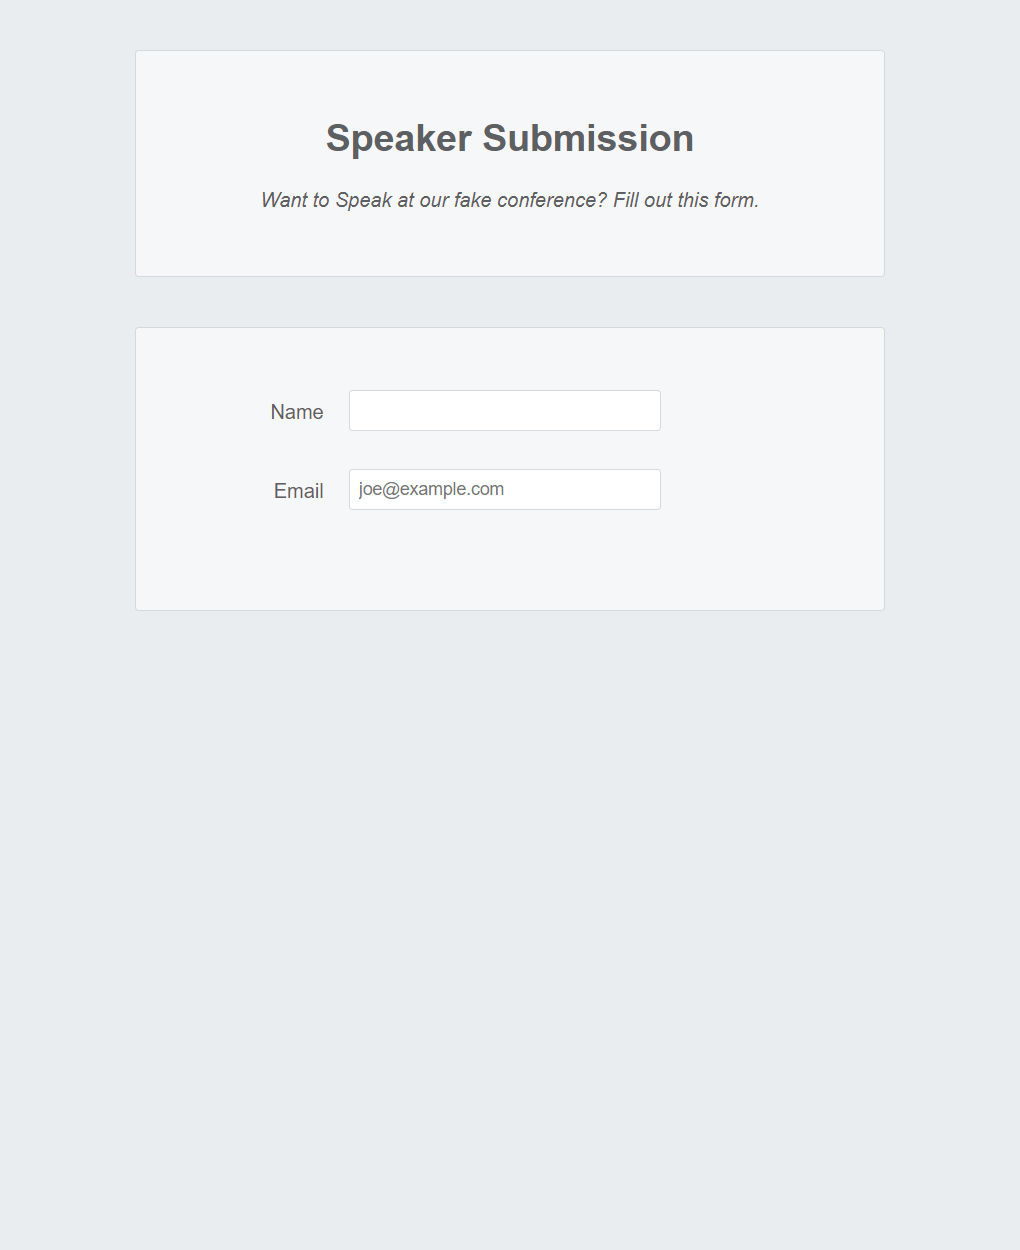 Speaker Submission
Want to Speak at our fake conference? Fill out this form.
Name
Email
joe@example.com